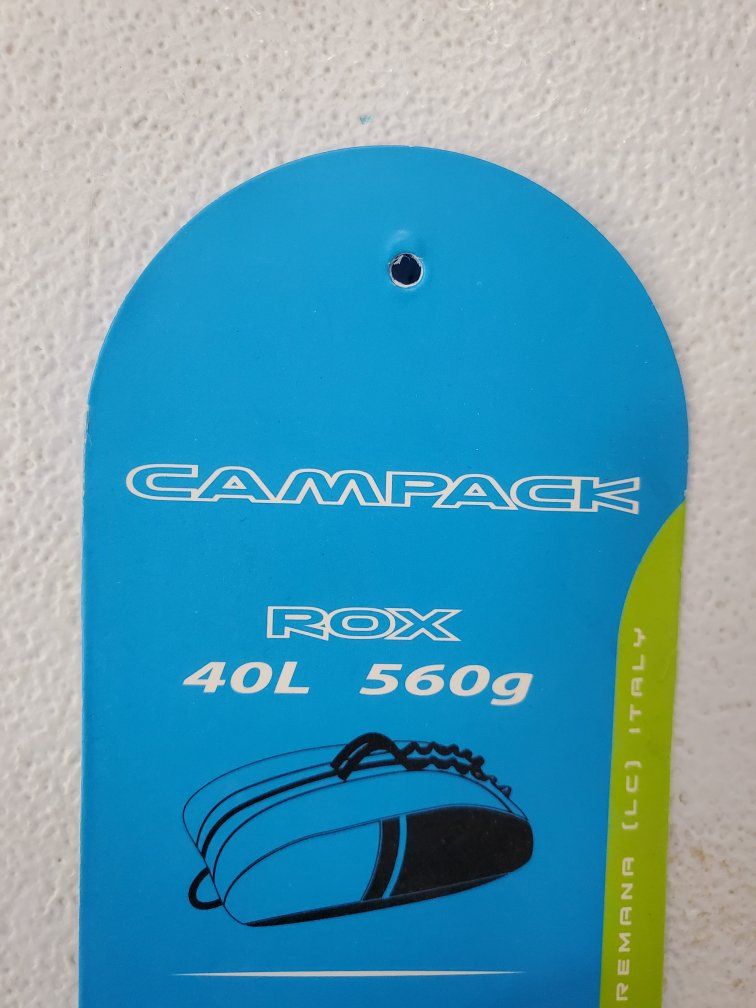 CAMPACK
ROX
40L 560g
REMANA (LC) ITALY